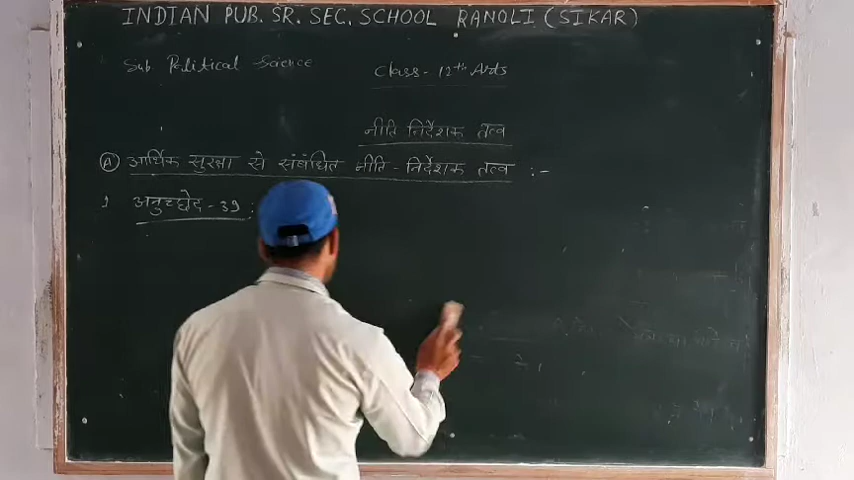 INDIAN PUB. SR. SEC. SCHOOL RANOLI (SIKAR)
Sub Political Science Class - 12th Arts
नीति निर्देशक तत्व
(A) आर्थिक सुरक्षा से संबंधित नीति - निर्देशक तत्व :-
1 अनुच्छेद - 39 :